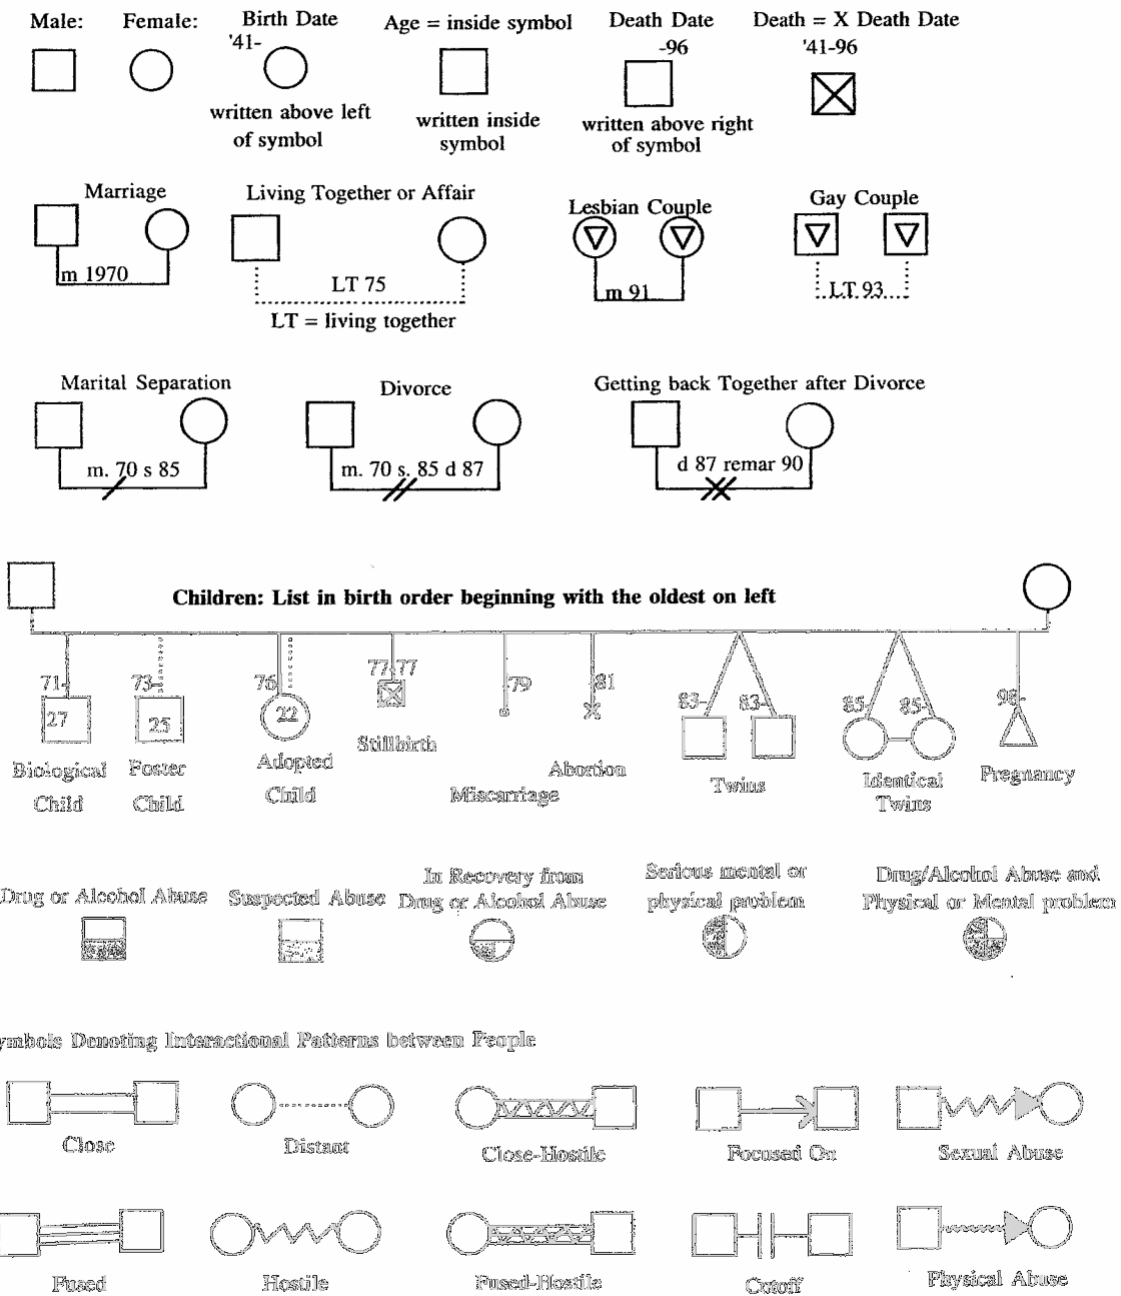 Male: Female: Birth Date Age = inside symbol Death Date Death = X Death Date
'41- -96 '41-96
written above left written inside written above right
of symbol symbol of symbol
Marriage Living Together or Affair Lesbian Couple Gay Couple
m 1970 LT 75 m 91 LT 93
LT = living together
Marital Separation Divorce Getting back Together after Divorce
m. 70 s 85 m. 70 s. 85 d 87 d 87 remar 90
Children: List in birth order beginning with the oldest on left
71- 73- 76 77 77 79 81 83- 83- 85- 85- 98-
27 25 22
Biological Foster Adopted Stillbirth Miscarriage Abortion Twins Identical Pregnancy
Child Child Child Twins
Drug or Alcohol Abuse Suspected Abuse In Recovery from Serious mental or Drug/Alcohol Abuse and
Drug or Alcohol Abuse physical problem Physical or Mental problem
ymbols Denoting Interactional Patterns between People
Close Distant Close-Hostile Focused On Sexual Abuse
Fused Hostile Fused-Hostile Cutoff Physical Abuse